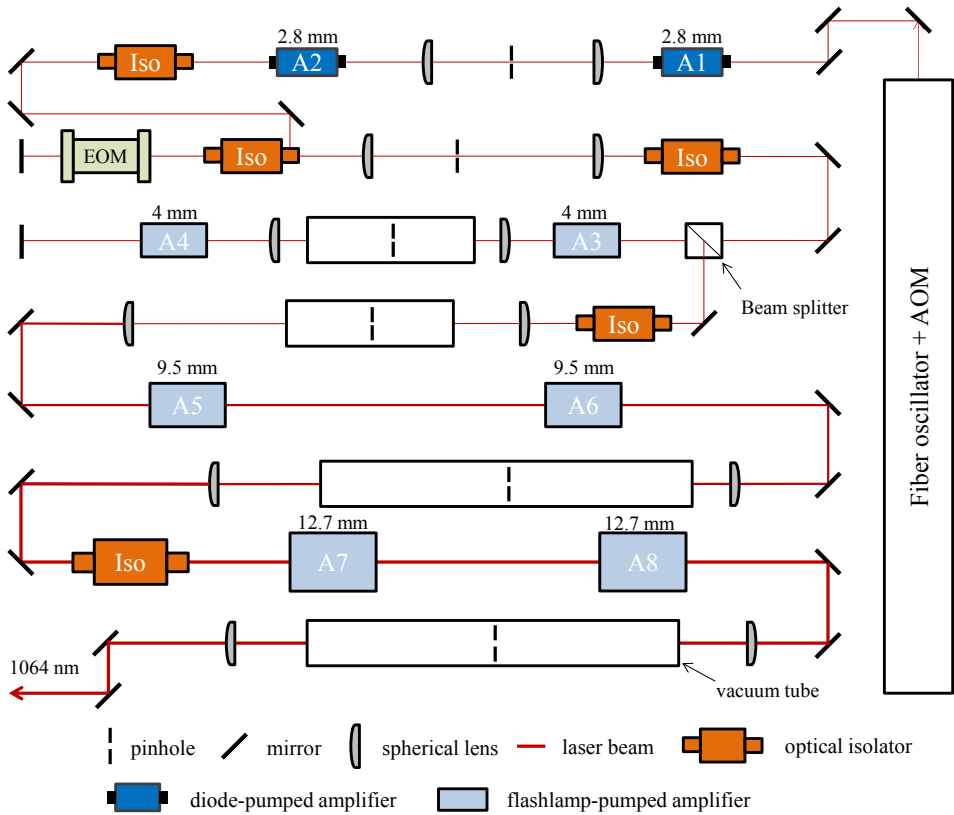 2.8 mm
2.8 mm
Iso
A2
A1
EOM
Iso
Iso
4 mm
4 mm
A4
A3
Beam splitter
Iso
9.5 mm
9.5 mm
A5
A6
Fiber oscillator + AOM
12.7 mm
12.7 mm
Iso
A7
A8
1064 nm
vacuum tube
pinhole
mirror
spherical lens
laser beam
optical isolator
diode-pumped amplifier
flashlamp-pumped amplifier